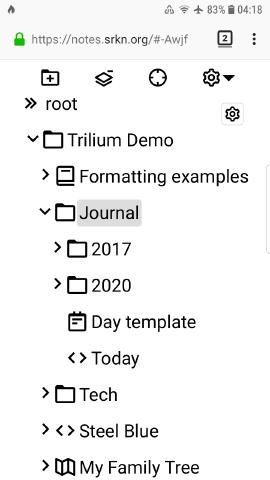 83% 04:18
https://notes.srkn.org/#-Awjf 2
root
Trilium Demo
Formatting examples
Journal
2017
2020
Day template
Today
Tech
Steel Blue
My Family Tree